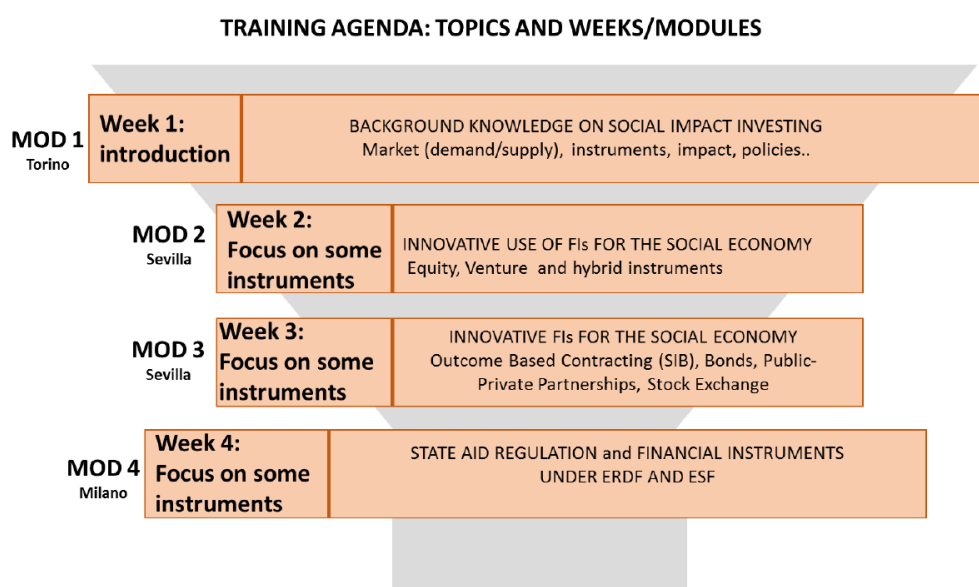 TRAINING AGENDA: TOPICS AND WEEKS/MODULES
MOD 1
Torino
Week 1:
introduction
BACKGROUND KNOWLEDGE ON SOCIAL IMPACT INVESTING
Market (demand/supply), instruments, impact, policies..
MOD 2
Sevilla
Week 2:
Focus on some
instruments
INNOVATIVE USE OF FIs FOR THE SOCIAL ECONOMY
Equity, Venture and hybrid instruments
MOD 3
Sevilla
Week 3:
Focus on some
instruments
INNOVATIVE FIs FOR THE SOCIAL ECONOMY
Outcome Based Contracting (SIB), Bonds, Public-
Private Partnerships, Stock Exchange
MOD 4
Milano
Week 4:
Focus on some
instruments
STATE AID REGULATION and FINANCIAL INSTRUMENTS
UNDER ERDF AND ESF